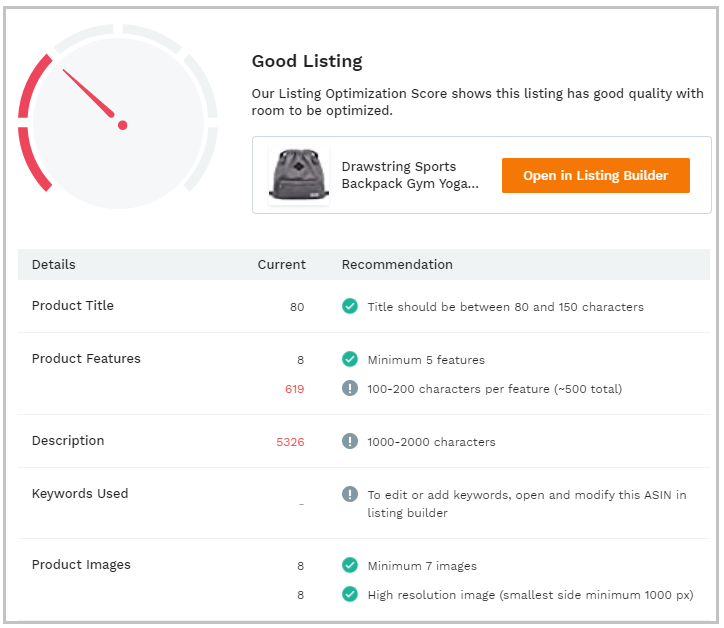 Good Listing
Our Listing Optimization Score shows this listing has good quality with
room to be optimized.
Drawstring Sports
Backpack Gym Yoga...
Open in Listing Builder
Details Current Recommendation
Product Title 80 Title should be between 80 and 150 characters
Product Features 8 Minimum 5 features
619 100-200 characters per feature (~500 total)
Description 5326 1000-2000 characters
Keywords Used - To edit or add keywords, open and modify this ASIN in
listing builder
Product Images 8 Minimum 7 images
8 High resolution image (smallest side minimum 1000 px)